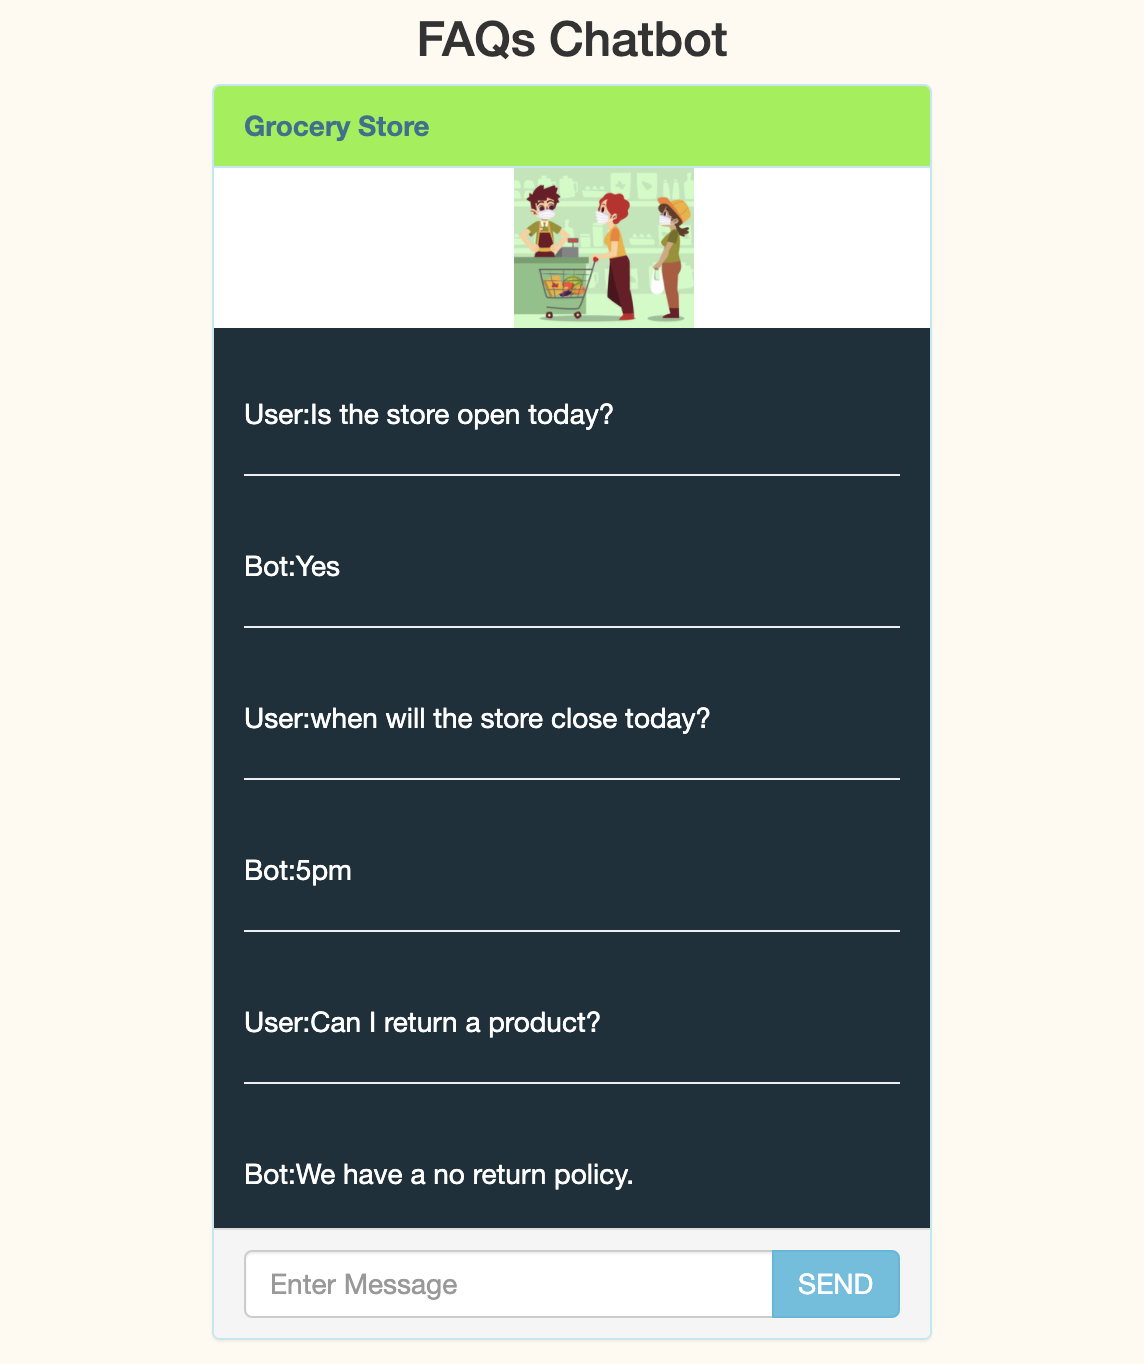 FAQs Chatbot
Grocery Store
User:Is the store open today?
Bot:Yes
User:when will the store close today?
Bot:5pm
User:Can I return a product?
Bot:We have a no return policy.
Enter Message
SEND